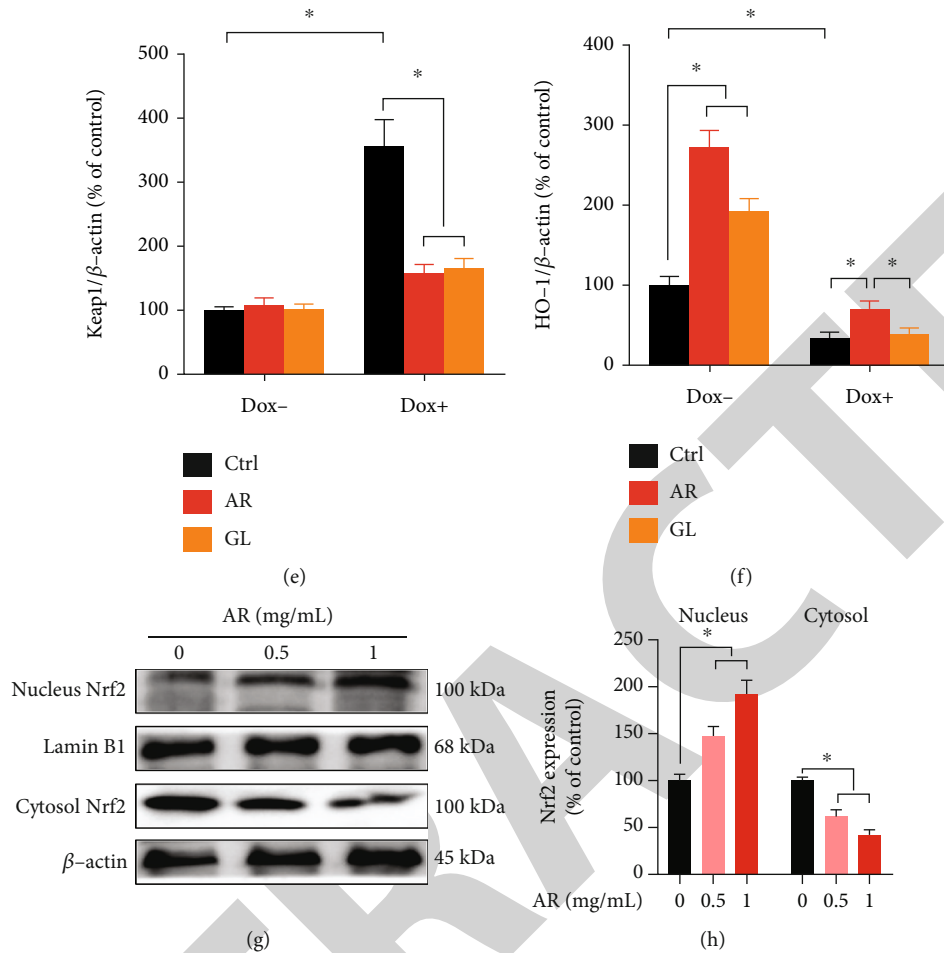 *
500
400
300
200
100
0
Keap1/β–actin (% of control)
*
Dox–
Dox+
Ctrl
AR
GL
(e)
*
400
300
200
100
0
HO–1/β–actin (% of control)
*
*
*
Dox–
Dox+
Ctrl
AR
GL
(f)
AR (mg/mL)
0 0.5 1
Nucleus Nrf2 100 kDa
Lamin B1 68 kDa
Cytosol Nrf2 100 kDa
β–actin 45 kDa
(g)
Nucleus Cytosol
250
200
150
100
50
0
Nrf2 expression
(% of control)
*
*
AR (mg/mL) 0 0.5 1 0 0.5 1
(h)